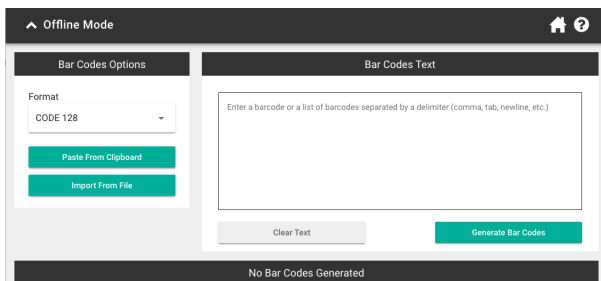 Offline Mode
Bar Codes Options
Bar Codes Text
Format
CODE 128
Enter a barcode or a list of barcodes separated by a delimiter (comma, tab, newline, etc.)
Paste From Clipboard
Import From File
Clear Text
Generate Bar Codes
No Bar Codes Generated